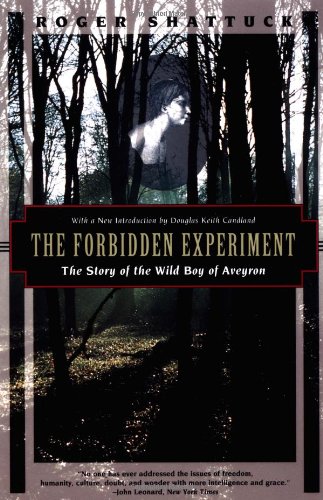 ROGER SHATTUCK
With a New Introduction by Douglas Keith Candland
THE FORBIDDEN EXPERIMENT
The Story of the Wild Boy of Aveyron
"No one has ever addressed the issues of freedom,
humanity, culture, doubt, and wonder with more intelligence and grace."
—John Leonard, New York Times